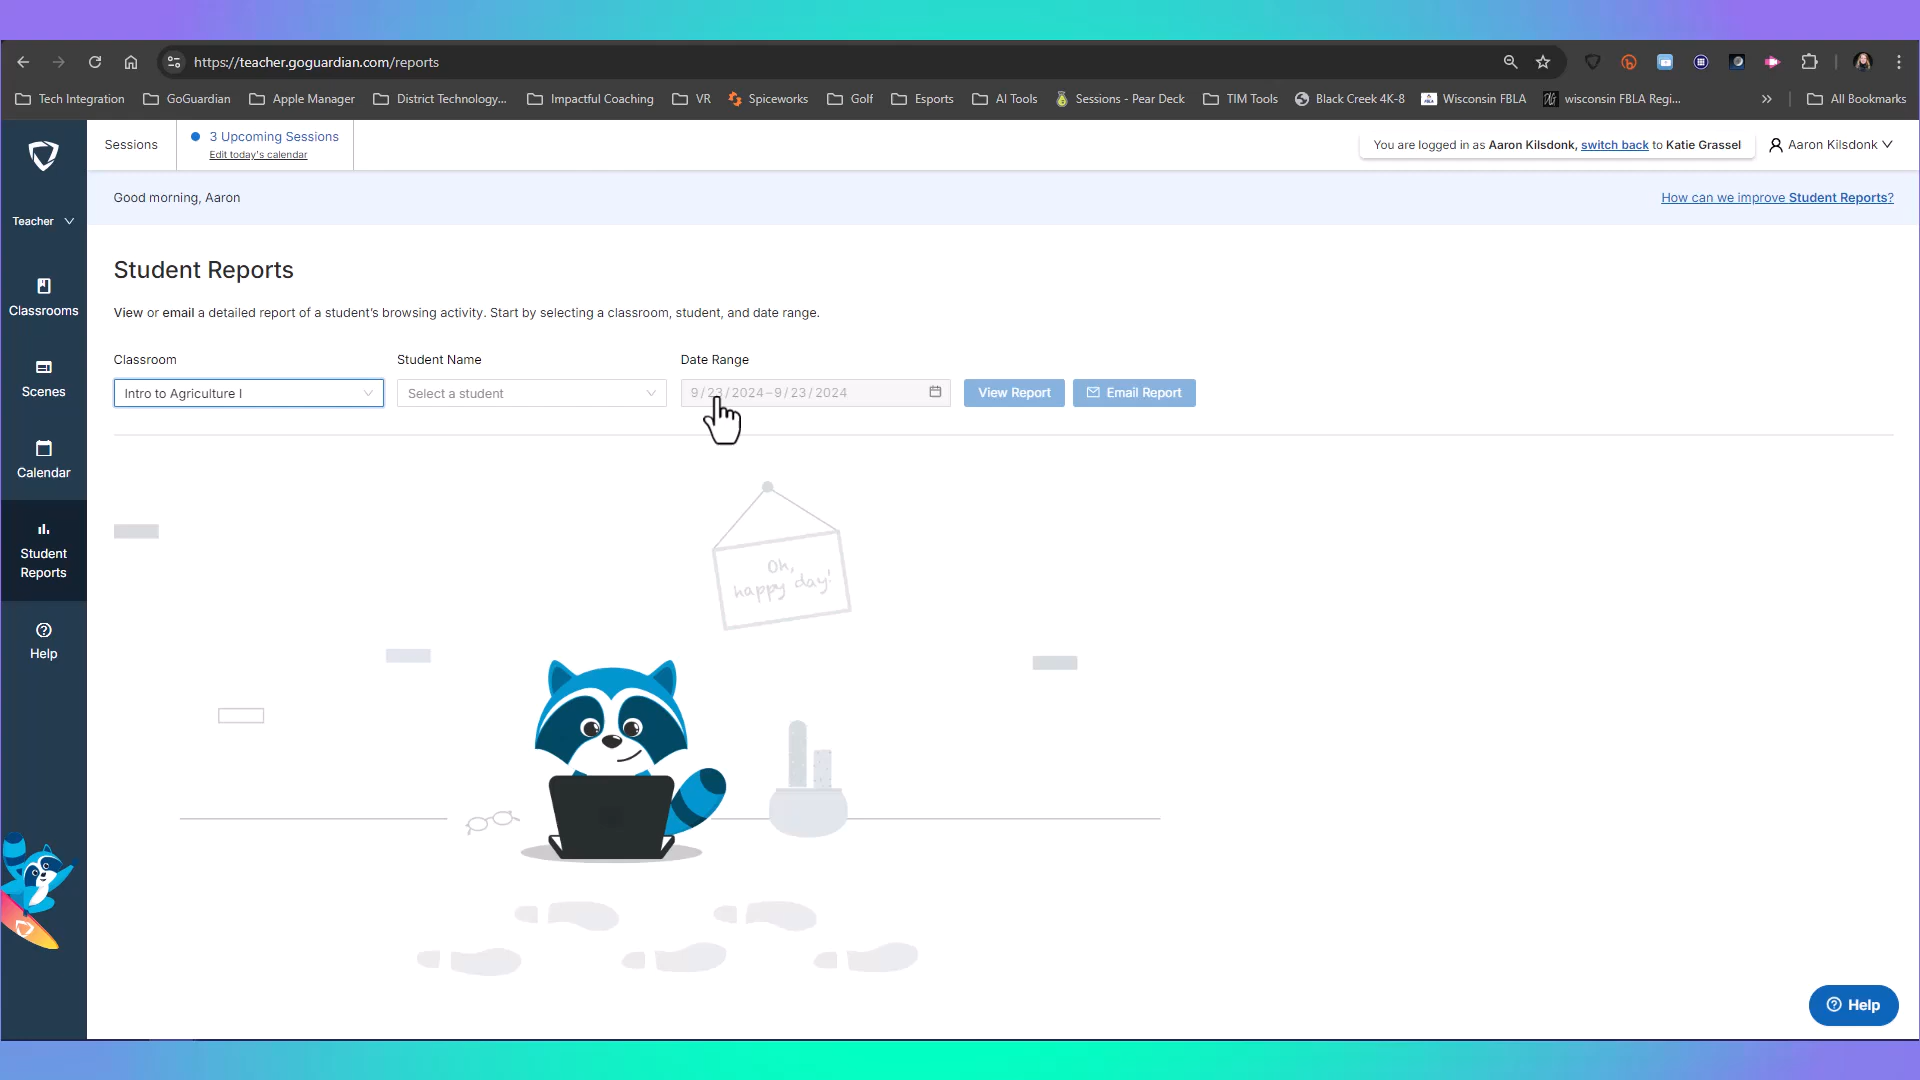 https://teacher.goguardian.com/reports
Tech Integration
GoGuardian
Apple Manager
District Technology...
Impactful Coaching
VR
Spiceworks
Golf
Esports
AI Tools
Sessions - Pear Deck
TIM Tools
Black Creek 4K-8
Wisconsin FBLA
wisconsin FBLA Regi...
All Bookmarks
Sessions
3 Upcoming Sessions
Edit today's calendar
You are logged in as Aaron Kilsdonk, switch back to Katie Grassel
Aaron Kilsdonk
Good morning, Aaron
How can we improve Student Reports?
Teacher
Classrooms
Scenes
Calendar
Student
Reports
Help
Student Reports
View or email a detailed report of a student's browsing activity. Start by selecting a classroom, student, and date range.
Classroom
Student Name
Date Range
Intro to Agriculture I
Select a student
9/23/2024–9/23/2024
View Report
Email Report
Oh,
happy day!
Help